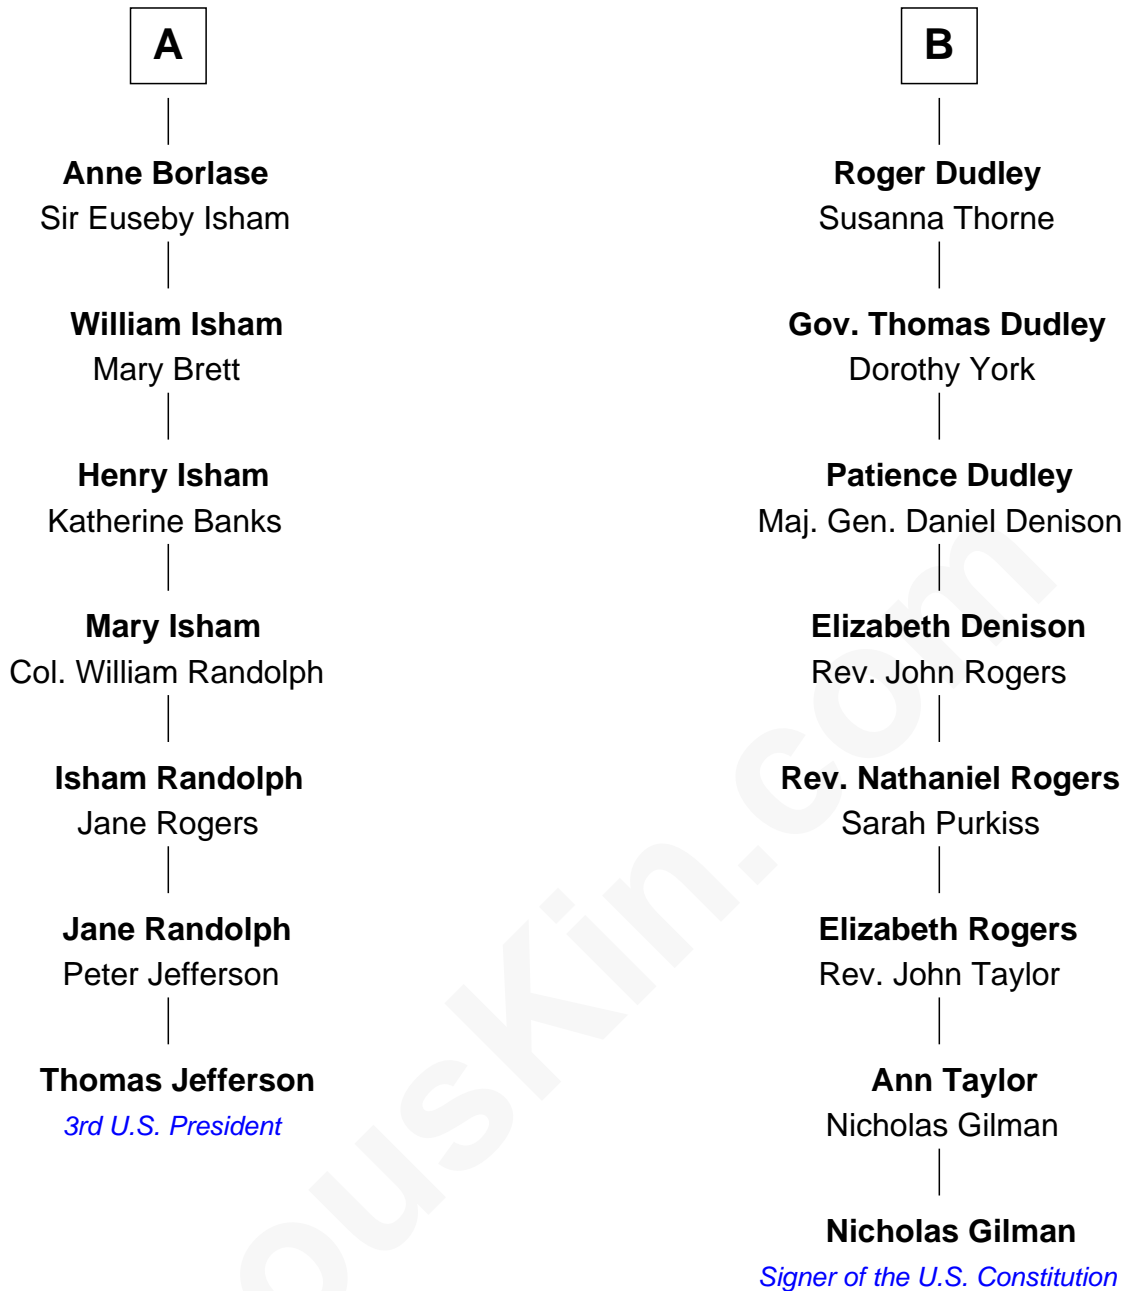 A
Anne Borlase
Sir Euseby Isham
William Isham
Mary Brett
Henry Isham
Katherine Banks
Mary Isham
Col. William Randolph
Isham Randolph
Jane Rogers
Jane Randolph
Peter Jefferson
Thomas Jefferson
3rd U.S. President
B
Roger Dudley
Susanna Thorne
Gov. Thomas Dudley
Dorothy York
Patience Dudley
Maj. Gen. Daniel Denison
Elizabeth Denison
Rev. John Rogers
Rev. Nathaniel Rogers
Sarah Purkiss
Elizabeth Rogers
Rev. John Taylor
Ann Taylor
Nicholas Gilman
Nicholas Gilman
Signer of the U.S. Constitution
ousKin.com